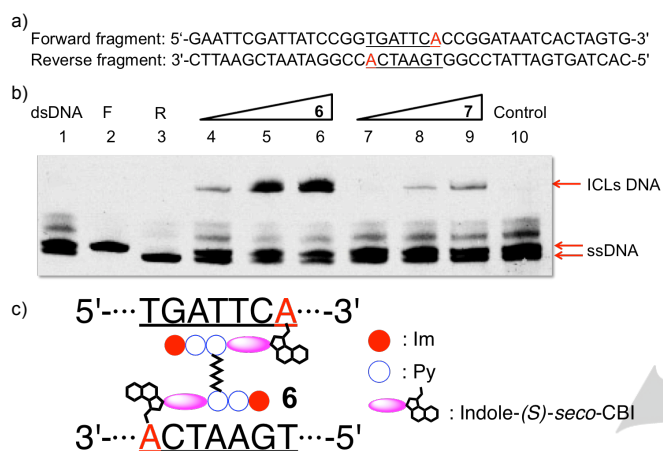 a)
Forward fragment: 5'-GAATTCGATTATCCGGTGATTCACCGGATAATCACTAGTG-3'
Reverse fragment: 3'-CTTAAGCTAATAGGCCACTAAGTGGCCTATTAGTGATCAC-5'
b)
dsDNA F R 6 7 Control
1 2 3 4 5 6 7 8 9 10
ICLs DNA
ssDNA
c)
5'-···TGATTCA···-3'
: Im
: Py
6
: Indole-(S)-seco-CBI
3'-···ACTAAGT···-5'